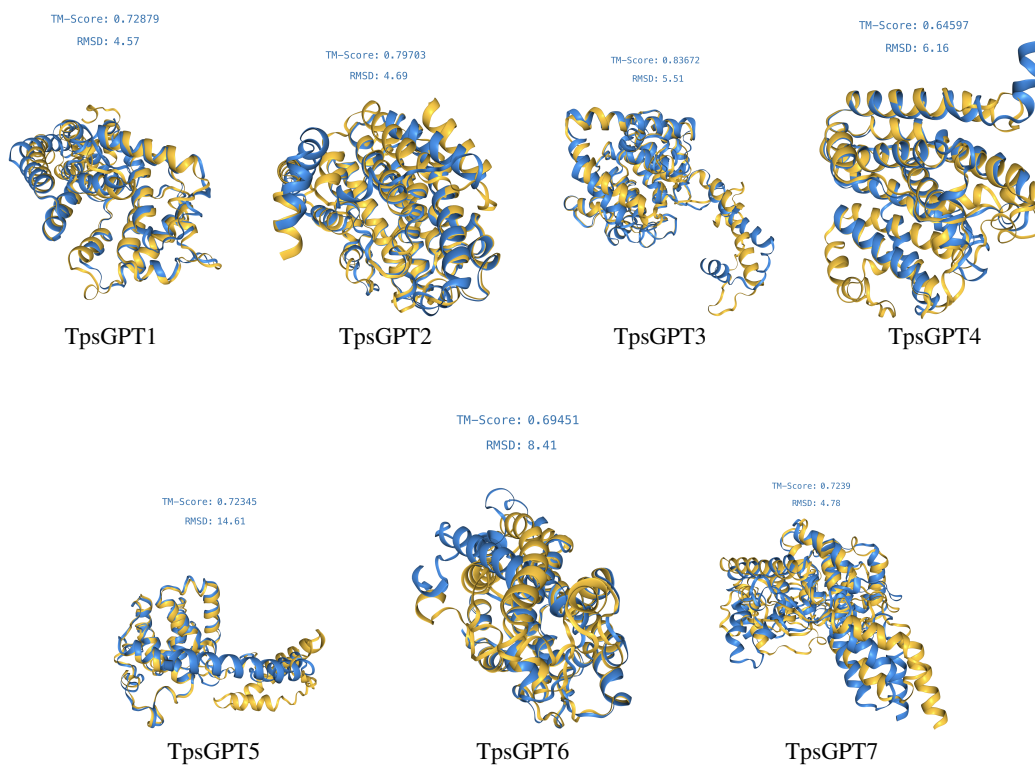 TM-Score: 0.72879
RMSD: 4.57
TpsGPT1
TM-Score: 0.79703
RMSD: 4.69
TpsGPT2
TM-Score: 0.83672
RMSD: 5.51
TpsGPT3
TM-Score: 0.64597
RMSD: 6.16
TpsGPT4
TM-Score: 0.72345
RMSD: 14.61
TpsGPT5
TM-Score: 0.69451
RMSD: 8.41
TpsGPT6
TM-Score: 0.7239
RMSD: 4.78
TpsGPT7